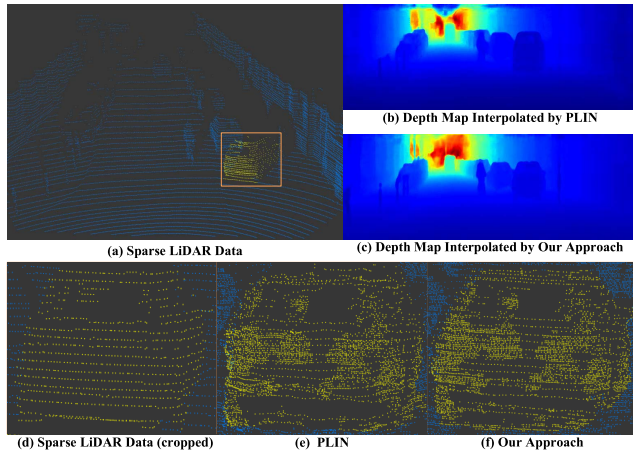 (b) Depth Map Interpolated by PLIN
(a) Sparse LiDAR Data
(c) Depth Map Interpolated by Our Approach
(d) Sparse LiDAR Data (cropped)
(e) PLIN
(f) Our Approach